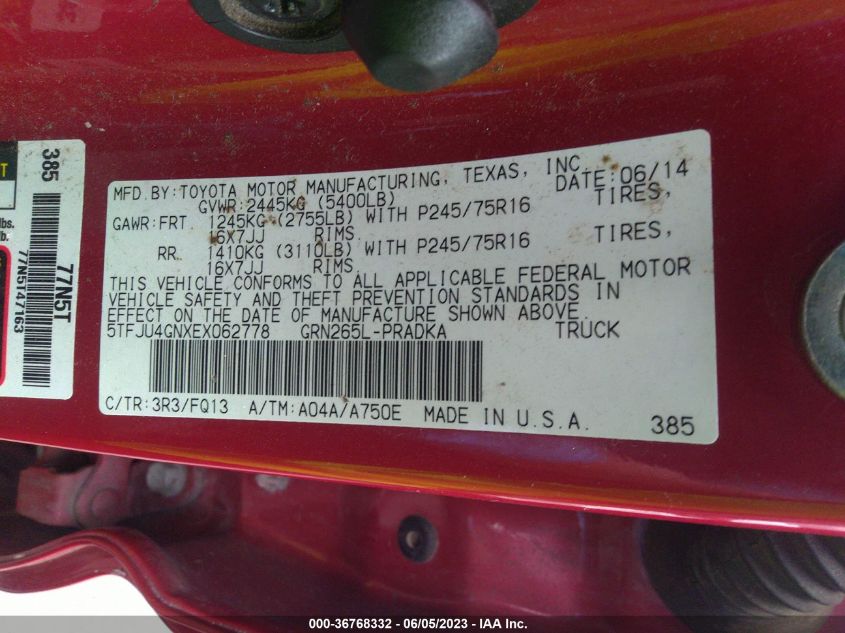 MFD. BY: TOYOTA MOTOR MANUFACTURING, TEXAS, INC.
DATE: 06/14
GVWR: 2445KG (5400LB)
GAWR: FRT 1245KG (2755LB) WITH P245/75R16 TIRES,
16X7JJ RIMS,
RR 1410KG (3110LB) WITH P245/75R16 TIRES,
16X7JJ RIMS,
THIS VEHICLE CONFORMS TO ALL APPLICABLE FEDERAL MOTOR
VEHICLE SAFETY AND THEFT PREVENTION STANDARDS IN
EFFECT ON THE DATE OF MANUFACTURE SHOWN ABOVE.
5TFJU4GNXEX062778 GRN265L-PRADKA TRUCK
C/TR: 3R3/FQ13 A/TM: A04A/A750E MADE IN U.S.A.
385
385
77N5T
77N5T47163
lbs.
lb.
000-36768332 - 06/05/2023 - IAA Inc.